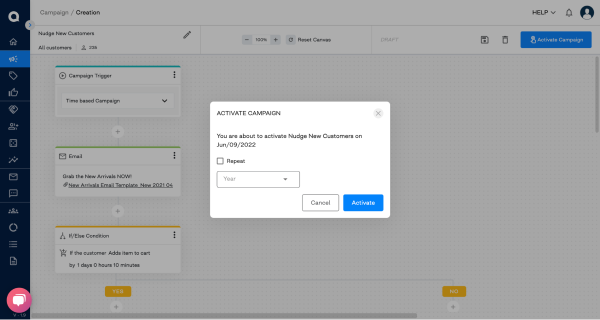 Campaign / Creation
HELP
Nudge New Customers
All customers
100%
Reset Canvas
DRAFT
Activate Campaign
Campaign Trigger
Time based Campaign
Email
Grab the New Arrivals NOW!
New Arrivals Email Template, New 2021 04
If/Else Condition
If the customer Adds item to cart
by 1 days 0 hours 10 minutes
YES
NO
ACTIVATE CAMPAIGN
You are about to activate Nudge New Customers on
Jun/09/2022
Repeat
Year
Cancel
Activate